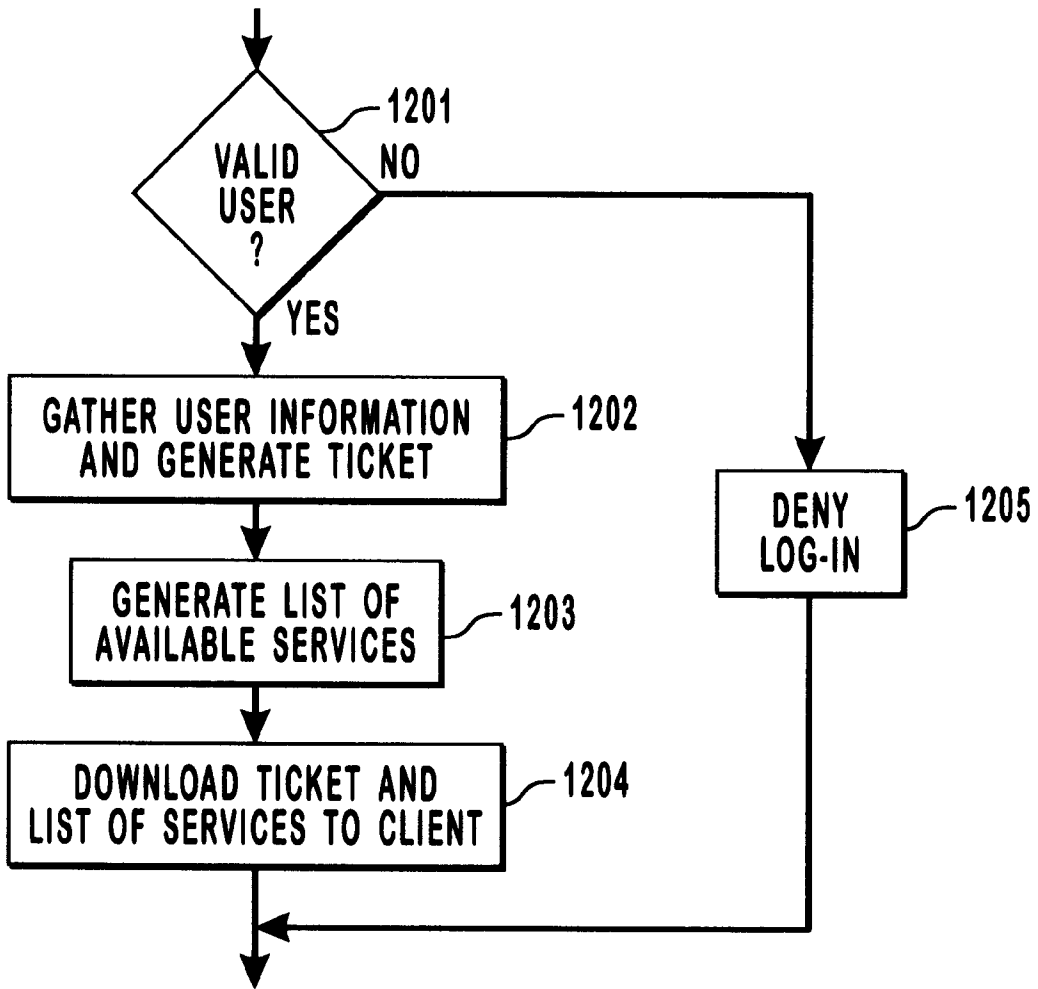 1201
VALID
USER
?
NO
YES
GATHER USER INFORMATION
AND GENERATE TICKET
1202
DENY
LOG-IN
1205
GENERATE LIST OF
AVAILABLE SERVICES
1203
DOWNLOAD TICKET AND
LIST OF SERVICES TO CLIENT
1204